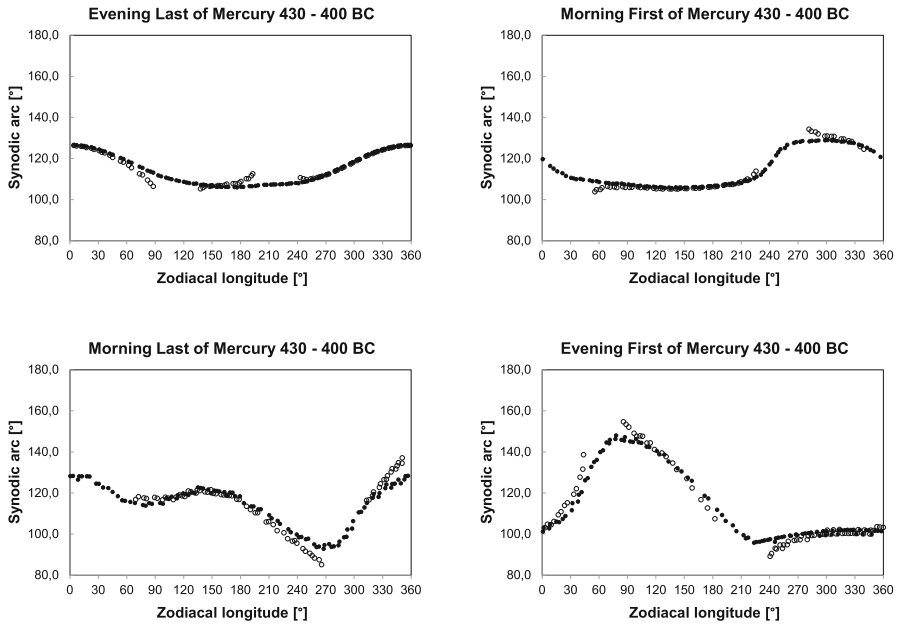 Evening Last of Mercury 430 - 400 BC
180,0
160,0
140,0
120,0
100,0
80,0
Synodic arc [°]
0 30 60 90 120 150 180 210 240 270 300 330 360
Zodiacal longitude [°]
Morning First of Mercury 430 - 400 BC
180,0
160,0
140,0
120,0
100,0
80,0
Synodic arc [°]
0 30 60 90 120 150 180 210 240 270 300 330 360
Zodiacal longitude [°]
Morning Last of Mercury 430 - 400 BC
180,0
160,0
140,0
120,0
100,0
80,0
Synodic arc [°]
0 30 60 90 120 150 180 210 240 270 300 330 360
Zodiacal longitude [°]
Evening First of Mercury 430 - 400 BC
180,0
160,0
140,0
120,0
100,0
80,0
Synodic arc [°]
0 30 60 90 120 150 180 210 240 270 300 330 360
Zodiacal longitude [°]